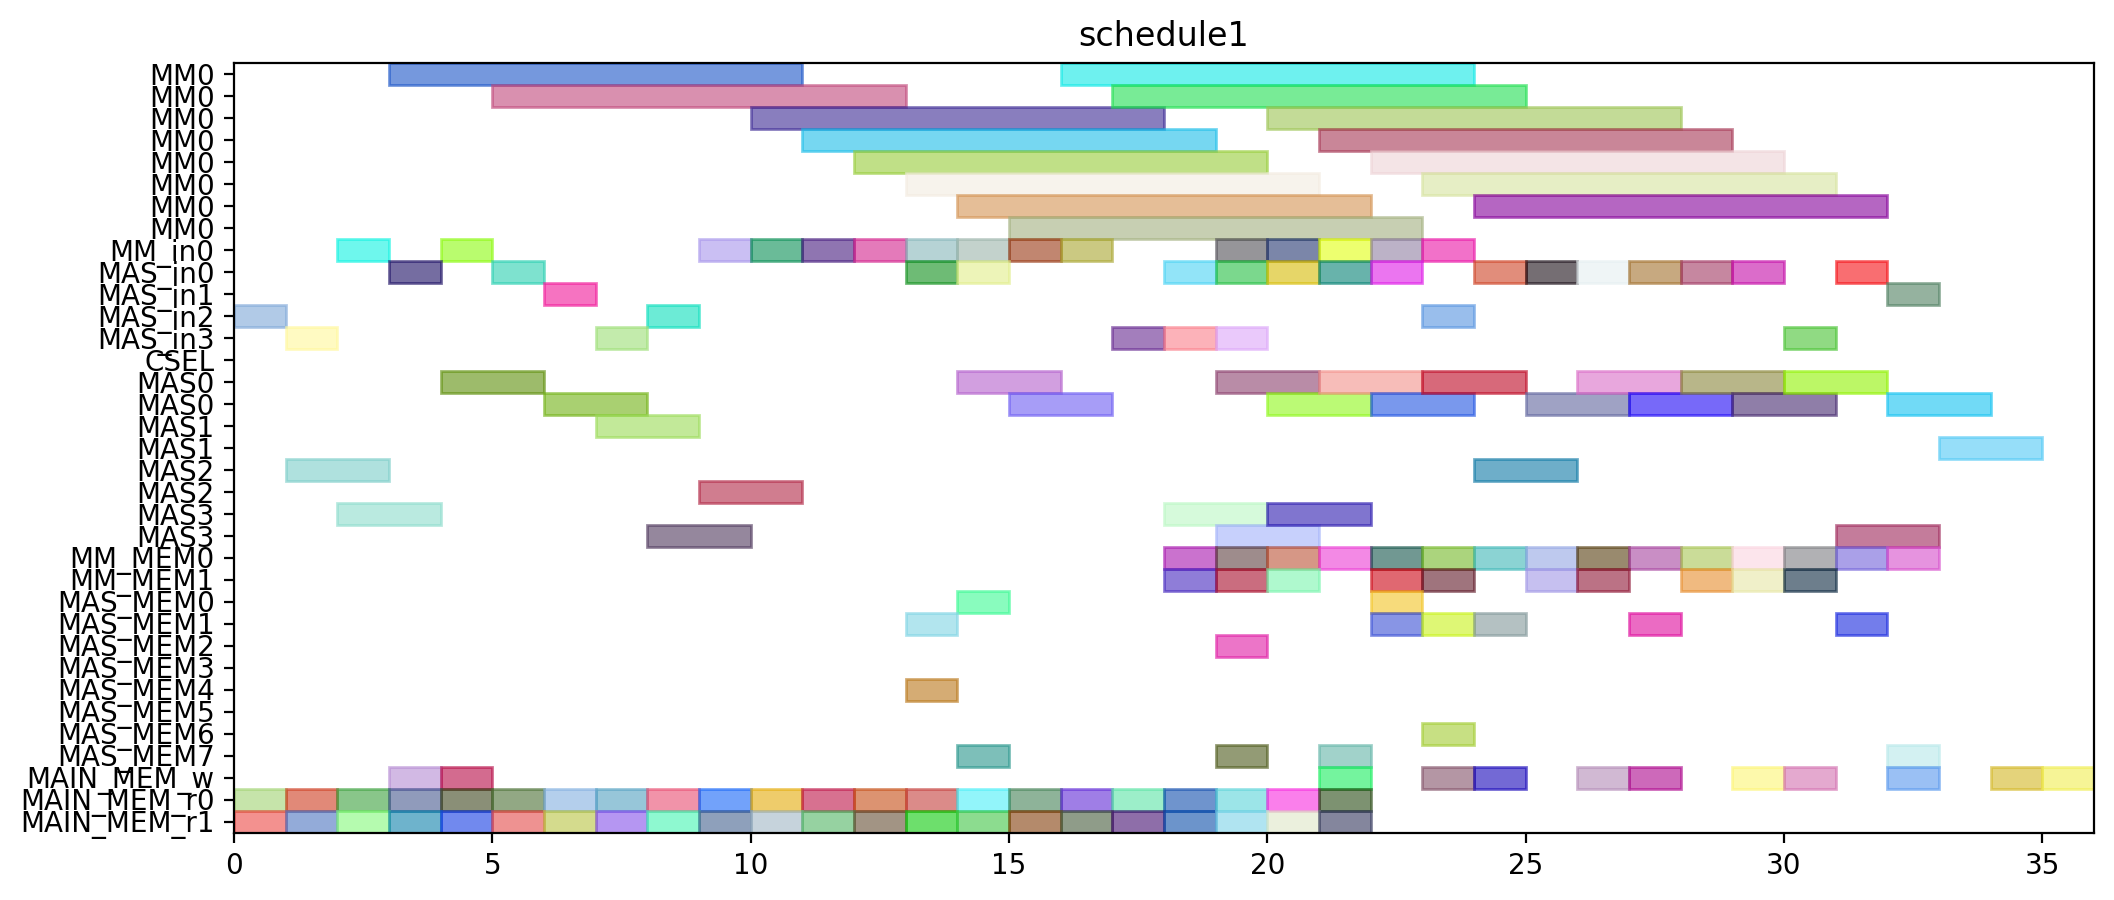 schedule1
MM0
MM0
MM0
MM0
MM0
MM0
MM0
MM0
MM_in0
MAS_in0
MAS_in1
MAS_in2
MAS_in3
CSEL
MAS0
MAS0
MAS1
MAS1
MAS2
MAS2
MAS3
MAS3
MM_MEM0
MM_MEM1
MAS_MEM0
MAS_MEM1
MAS_MEM2
MAS_MEM3
MAS_MEM4
MAS_MEM5
MAS_MEM6
MAS_MEM7
MAIN_MEM_w
MAIN_MEM_r0
MAIN_MEM_r1
0 5 10 15 20 25 30 35